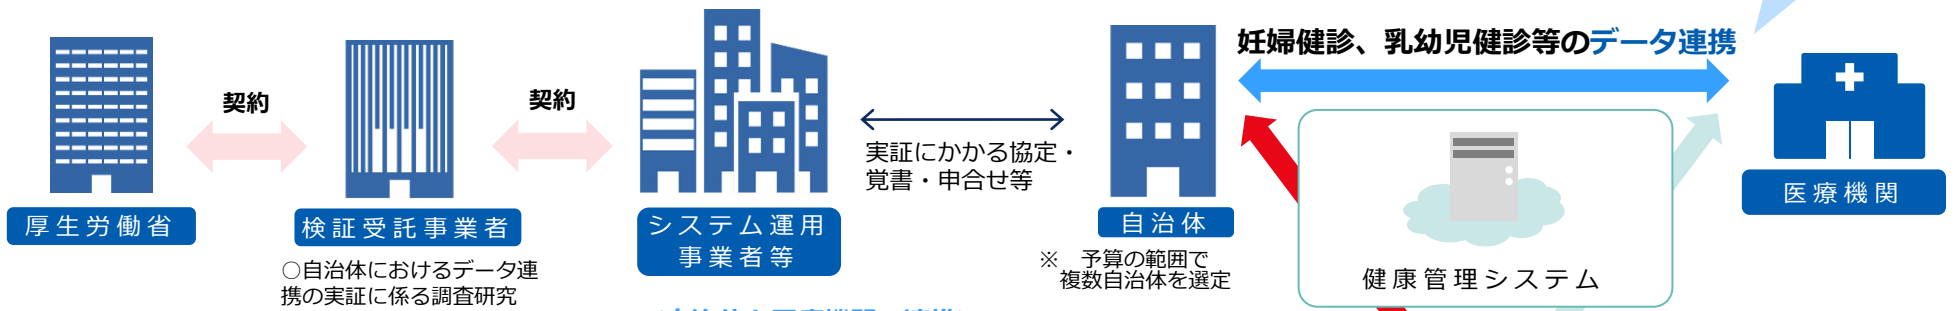 妊婦健診、乳幼児健診等のデータ連携
契約
契約
実証にかかる協定・
覚書・申合せ等
厚生労働省
検証受託事業者
システム運用
事業者等
自治体
医療機関
○自治体におけるデータ連
携の実証に係る調査研究
※　予算の範囲で
複数自治体を選定
健康管理システム